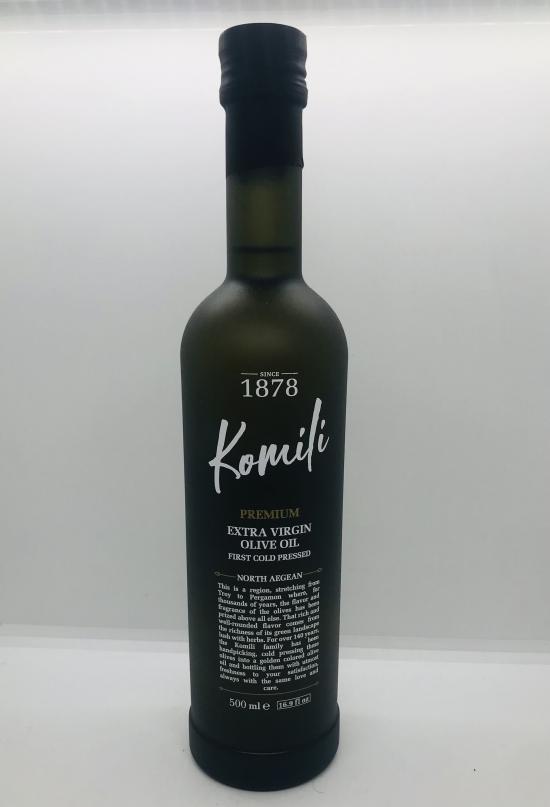 SINCE
1878
Komili
PREMIUM
EXTRA VIRGIN
OLIVE OIL
FIRST COLD PRESSED
NORTH AEGEAN
This is a region, stretching from
Troy to Pergamon where, for
thousands of years, the flavor and
fragrance of the olives has been
prized above all else. That rich and
well-rounded flavor comes from
the richness of its green landscape
lush with herbs. For over 140 years,
the Komili family has been
handpicking, cold pressing these
olives into a golden colored olive
oil and bottling them with utmost
freshness to your satisfaction
always with the same love and
care.
500 ml e 16.9 fl oz